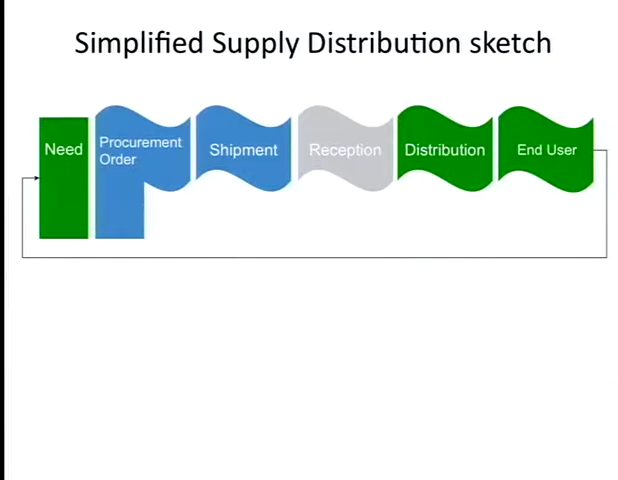 Simplified Supply Distribution sketch
Need
Procurement
Order
Shipment
Reception
Distribution
End User